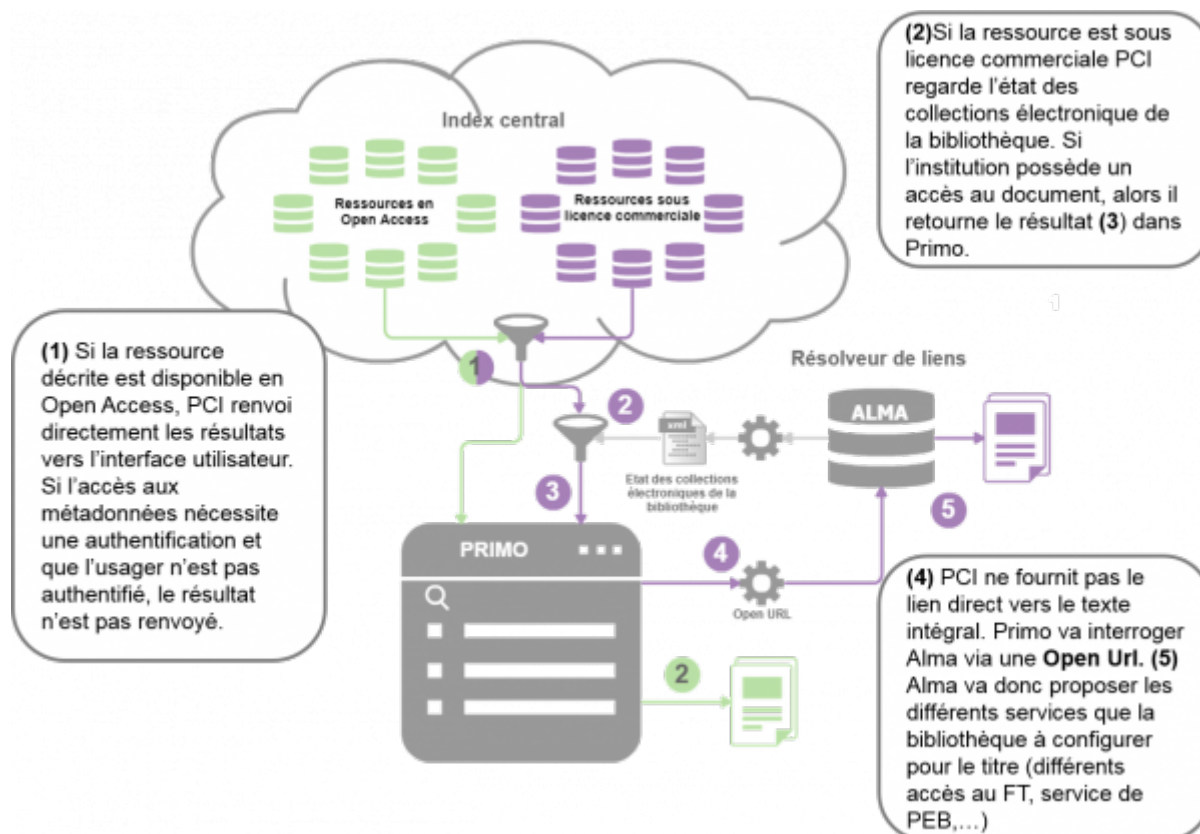 (2)Si la ressource est sous
licence commerciale PCI
regarde l'état des
collections électronique de
la bibliothèque. Si
l'institution possède un
accès au document, alors il
retourne le résultat (3) dans
Primo.
Index central
Ressources en
Open Access
Ressources sous
licence commerciale
(1) Si la ressource
décrite est disponible en
Open Access, PCI renvoi
directement les résultats
vers l'interface utilisateur.
Si l'accès aux
métadonnées nécessite
une authentification et
que l'usager n'est pas
authentifié, le résultat
n'est pas renvoyé.
1
Résolveur de liens
2
xml
ALMA
Etat des collections
électroniques de la
bibliothèque
3
5
PRIMO
4
Open URL
2
(4) PCI ne fournit pas le
lien direct vers le texte
intégral. Primo va interroger
Alma via une Open Url. (5)
Alma va donc proposer les
différents services que la
bibliothèque à configurer
pour le titre (différents
accès au FT, service de
PEB,…)